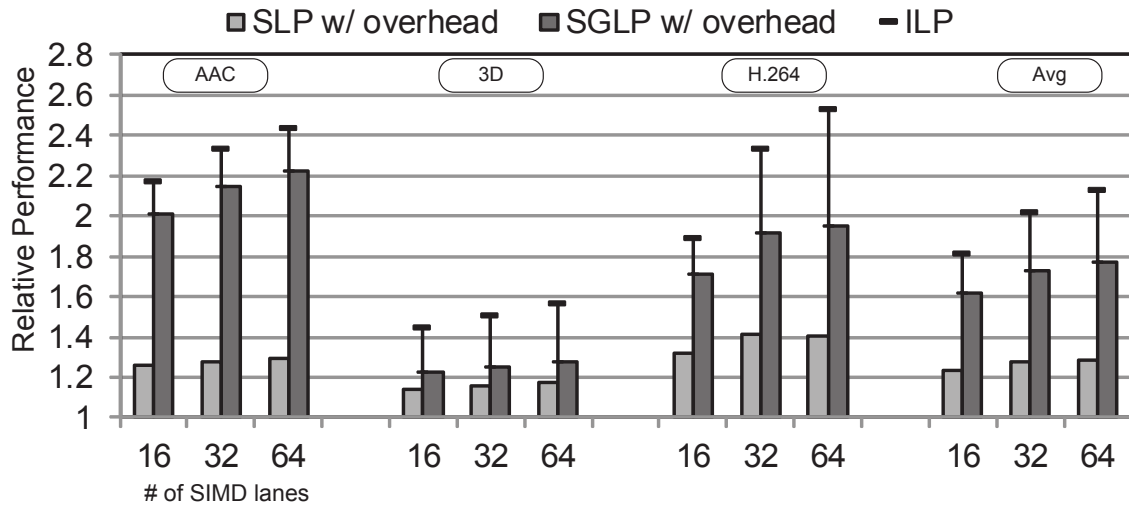 SLP w/ overhead SGLP w/ overhead ILP
2.8
2.6
2.4
2.2
2
1.8
1.6
1.4
1.2
1
Relative Performance
AAC 3D H.264 Avg
16 32 64 16 32 64 16 32 64 16 32 64
# of SIMD lanes